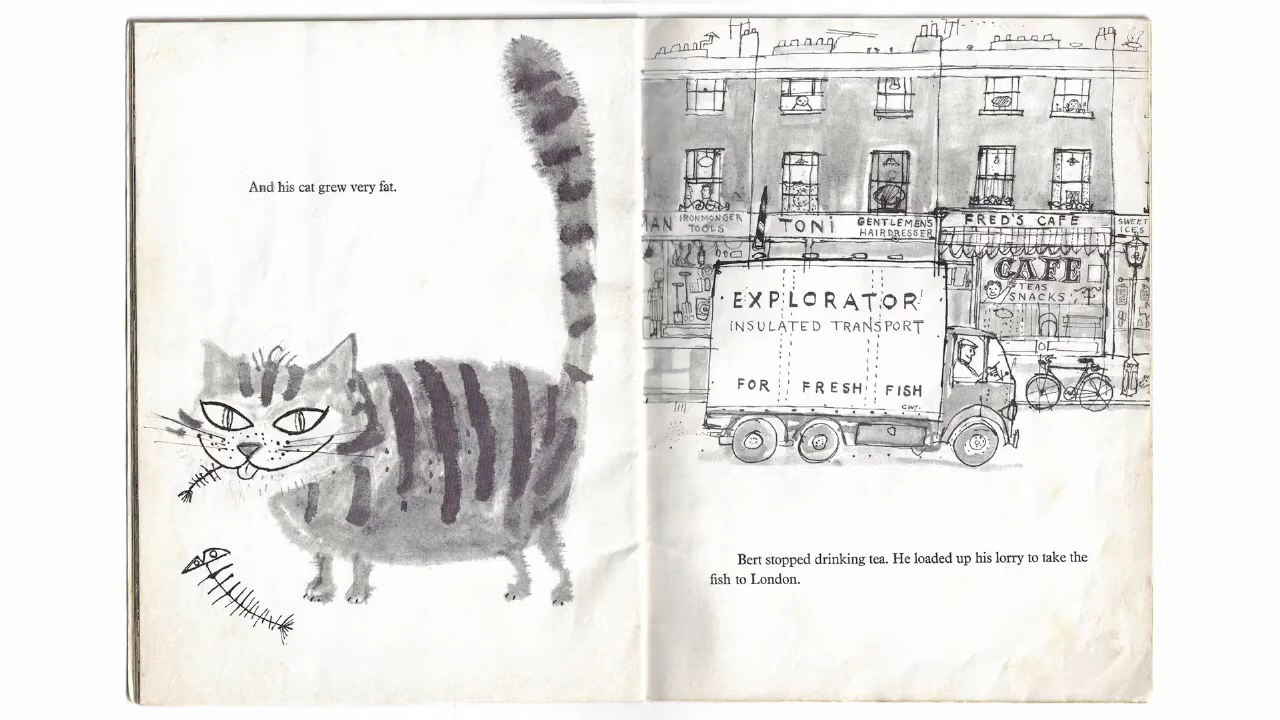 And his cat grew very fat.
MAN
IRONMONGER
TOOLS
TONI
GENTLEMEN'S
HAIRDRESSER
FRED'S CAFE
SWEET
ICES
CAFE
TEAS
SNACKS
EXPLORATOR
INSULATED TRANSPORT
FOR FRESH FISH
Bert stopped drinking tea. He loaded up his lorry to take the
fish to London.